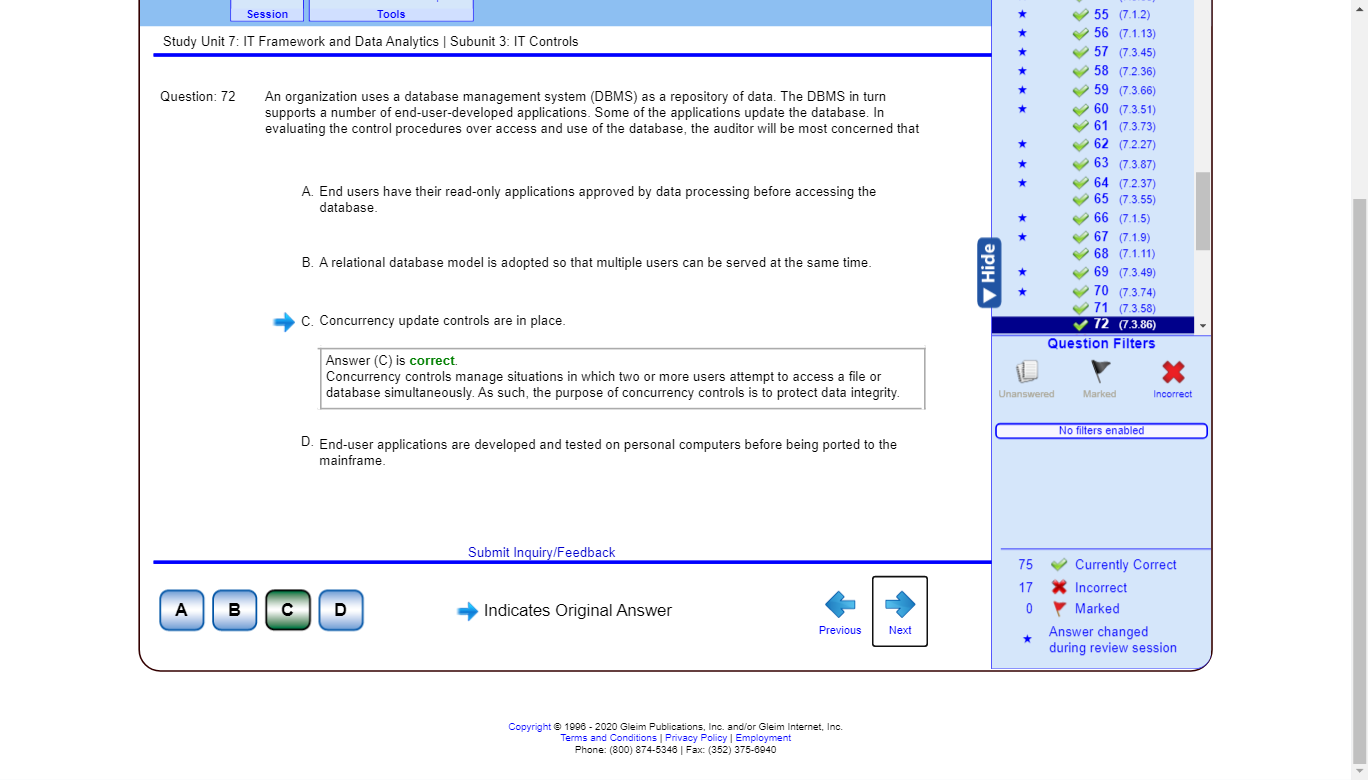 Session
Tools
Study Unit 7: IT Framework and Data Analytics | Subunit 3: IT Controls
Question: 72
An organization uses a database management system (DBMS) as a repository of data. The DBMS in turn
supports a number of end-user-developed applications. Some of the applications update the database. In
evaluating the control procedures over access and use of the database, the auditor will be most concerned that
A. End users have their read-only applications approved by data processing before accessing the
database.
B. A relational database model is adopted so that multiple users can be served at the same time.
C. Concurrency update controls are in place.
Answer (C) is correct.
Concurrency controls manage situations in which two or more users attempt to access a file or
database simultaneously. As such, the purpose of concurrency controls is to protect data integrity.
D. End-user applications are developed and tested on personal computers before being ported to the
mainframe.
Submit Inquiry/Feedback
A B C D
Indicates Original Answer
Previous
Next
55 (7.1.2)
56 (7.1.13)
57 (7.3.45)
58 (7.2.36)
59 (7.3.66)
60 (7.3.51)
61 (7.3.73)
62 (7.2.27)
63 (7.3.87)
64 (7.2.37)
65 (7.3.55)
66 (7.1.5)
67 (7.1.9)
68 (7.1.11)
69 (7.3.49)
70 (7.3.74)
71 (7.3.58)
72 (7.3.86)
Hide
Question Filters
Unanswered Marked Incorrect
No filters enabled
75 Currently Correct
17 Incorrect
0 Marked
Answer changed
during review session
Copyright © 1996 - 2020 Gleim Publications, Inc. and/or Gleim Internet, Inc.
Terms and Conditions | Privacy Policy | Employment
Phone: (800) 874-5346 | Fax: (352) 375-6940